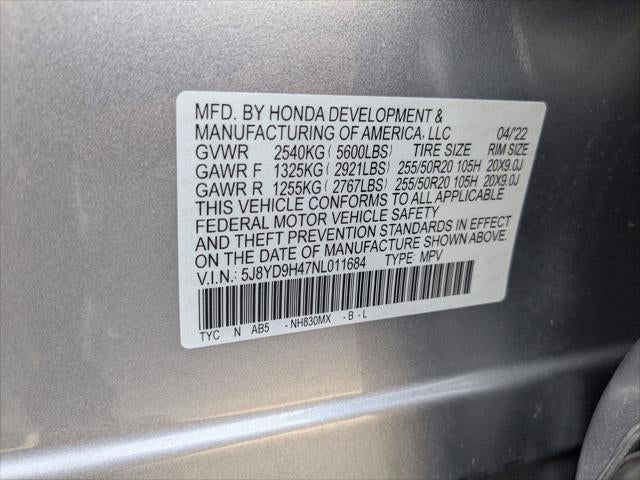 MFD. BY HONDA DEVELOPMENT &
MANUFACTURING OF AMERICA, LLC 04/'22
GVWR 2540KG (5600LBS) TIRE SIZE RIM SIZE
GAWR F 1325KG (2921LBS) 255/50R20 105H 20X9.0J
GAWR R 1255KG (2767LBS) 255/50R20 105H 20X9.0J
THIS VEHICLE CONFORMS TO ALL APPLICABLE
FEDERAL MOTOR VEHICLE SAFETY
AND THEFT PREVENTION STANDARDS IN EFFECT
ON THE DATE OF MANUFACTURE SHOWN ABOVE.
V.I.N.: 5J8YD9H47NL011684 TYPE: MPV
TYC N AB5 -NH830MX -B-L